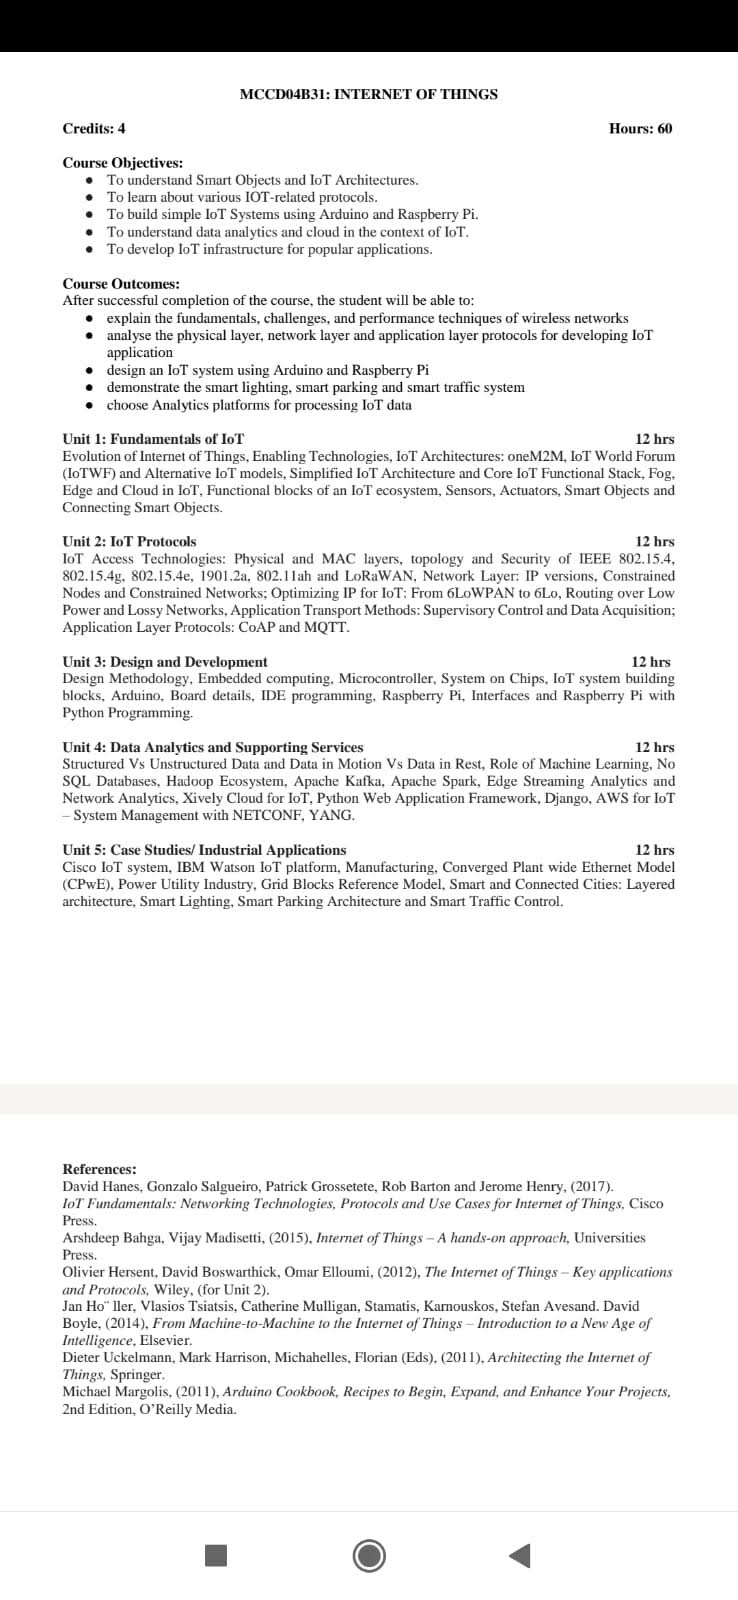 MCCD04B31: INTERNET OF THINGS
Credits: 4 Hours: 60
Course Objectives:
● To understand Smart Objects and IoT Architectures.
● To learn about various IOT-related protocols.
● To build simple IoT Systems using Arduino and Raspberry Pi.
● To understand data analytics and cloud in the context of IoT.
● To develop IoT infrastructure for popular applications.
Course Outcomes:
After successful completion of the course, the student will be able to:
● explain the fundamentals, challenges, and performance techniques of wireless networks
● analyse the physical layer, network layer and application layer protocols for developing IoT
application
● design an IoT system using Arduino and Raspberry Pi
● demonstrate the smart lighting, smart parking and smart traffic system
● choose Analytics platforms for processing IoT data
Unit 1: Fundamentals of IoT 12 hrs
Evolution of Internet of Things, Enabling Technologies, IoT Architectures: oneM2M, IoT World Forum
(IoTWF) and Alternative IoT models, Simplified IoT Architecture and Core IoT Functional Stack, Fog,
Edge and Cloud in IoT, Functional blocks of an IoT ecosystem, Sensors, Actuators, Smart Objects and
Connecting Smart Objects.
Unit 2: IoT Protocols 12 hrs
IoT Access Technologies: Physical and MAC layers, topology and Security of IEEE 802.15.4,
802.15.4g, 802.15.4e, 1901.2a, 802.11ah and LoRaWAN, Network Layer: IP versions, Constrained
Nodes and Constrained Networks; Optimizing IP for IoT: From 6LoWPAN to 6Lo, Routing over Low
Power and Lossy Networks, Application Transport Methods: Supervisory Control and Data Acquisition;
Application Layer Protocols: CoAP and MQTT.
Unit 3: Design and Development 12 hrs
Design Methodology, Embedded computing, Microcontroller, System on Chips, IoT system building
blocks, Arduino, Board details, IDE programming, Raspberry Pi, Interfaces and Raspberry Pi with
Python Programming.
Unit 4: Data Analytics and Supporting Services 12 hrs
Structured Vs Unstructured Data and Data in Motion Vs Data in Rest, Role of Machine Learning, No
SQL Databases, Hadoop Ecosystem, Apache Kafka, Apache Spark, Edge Streaming Analytics and
Network Analytics, Xively Cloud for IoT, Python Web Application Framework, Django, AWS for IoT
– System Management with NETCONF, YANG.
Unit 5: Case Studies/ Industrial Applications 12 hrs
Cisco IoT system, IBM Watson IoT platform, Manufacturing, Converged Plant wide Ethernet Model
(CPwE), Power Utility Industry, Grid Blocks Reference Model, Smart and Connected Cities: Layered
architecture, Smart Lighting, Smart Parking Architecture and Smart Traffic Control.
References:
David Hanes, Gonzalo Salgueiro, Patrick Grossetete, Rob Barton and Jerome Henry, (2017).
IoT Fundamentals: Networking Technologies, Protocols and Use Cases for Internet of Things, Cisco
Press.
Arshdeep Bahga, Vijay Madisetti, (2015), Internet of Things – A hands-on approach, Universities
Press.
Olivier Hersent, David Boswarthick, Omar Elloumi, (2012), The Internet of Things – Key applications
and Protocols, Wiley, (for Unit 2).
Jan Ho¨ ller, Vlasios Tsiatsis, Catherine Mulligan, Stamatis, Karnouskos, Stefan Avesand. David
Boyle, (2014), From Machine-to-Machine to the Internet of Things – Introduction to a New Age of
Intelligence, Elsevier.
Dieter Uckelmann, Mark Harrison, Michahelles, Florian (Eds), (2011), Architecting the Internet of
Things, Springer.
Michael Margolis, (2011), Arduino Cookbook, Recipes to Begin, Expand, and Enhance Your Projects,
2nd Edition, O’Reilly Media.